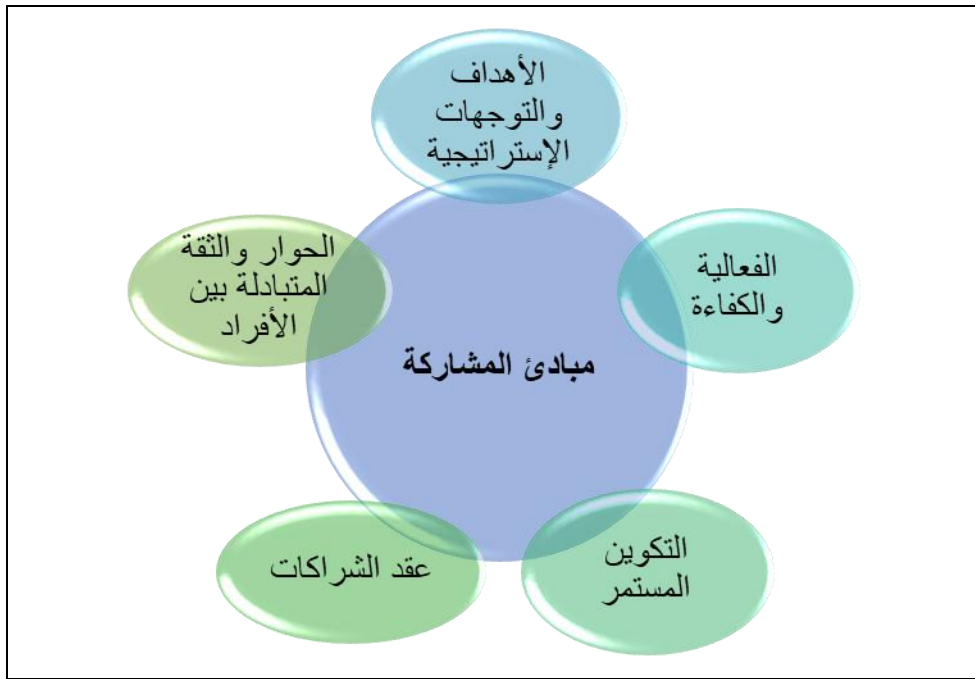 الأهداف
والتوجهات
الإستراتيجية
الفعالية
والكفاءة
التكوين
المستمر
عقد الشراكات
الحوار والثقة
المتبادلة بين
الأفراد
مبادئ المشاركة